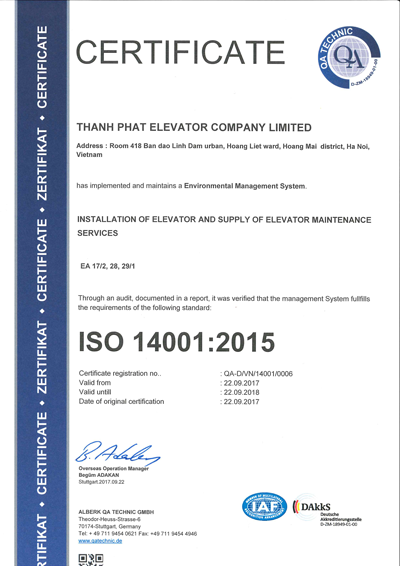 CERTIFICATE
QA TECHNIC
QA
D-ZM-18949-01-00
THANH PHAT ELEVATOR COMPANY LIMITED
Address : Room 418 Ban dao Linh Dam urban, Hoang Liet ward, Hoang Mai district, Ha Noi,
Vietnam
has implemented and maintains a Environmental Management System.
INSTALLATION OF ELEVATOR AND SUPPLY OF ELEVATOR MAINTENANCE
SERVICES
EA 17/2, 28, 29/1
Through an audit, documented in a report, it was verified that the management System fullfills
the requirements of the following standard:
ISO 14001:2015
Certificate registration no.. : QA-D/VN/14001/0006
Valid from : 22.09.2017
Valid untill : 22.09.2018
Date of original certification : 22.09.2017
B. Adakan
Overseas Operation Manager
Begüm ADAKAN
Stuttgart.2017.09.22
ALBERK QA TECHNIC GMBH
Theodor-Heuss-Strasse-6
70174-Stuttgart, Germany
Tel: + 49 711 9454 0621 Fax: +49 711 9454 4946
www.qatechnic.de
IAF
DAkkS
Deutsche
Akkreditierungsstelle
D-ZM-18949-01-00
TIFIKAT ♦ CERTIFICATE ♦ ZERTIFIKAT ♦ CERTIFICATE ♦ ZERTIFIKAT ♦ CERTIFICATE